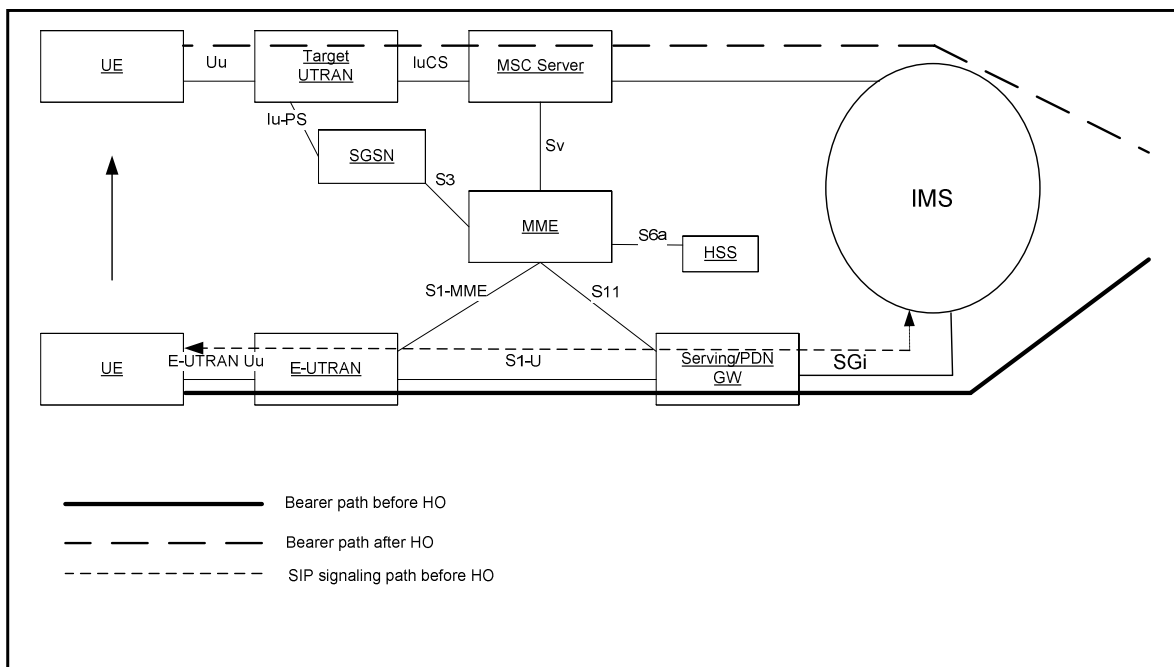 UE
Uu
Target
UTRAN
IuCS
MSC Server
Iu-PS
SGSN
S3
Sv
MME
S6a
HSS
IMS
S1-MME
S11
UE
E-UTRAN Uu
E-UTRAN
S1-U
Serving/PDN
GW
SGi
Bearer path before HO
Bearer path after HO
SIP signaling path before HO